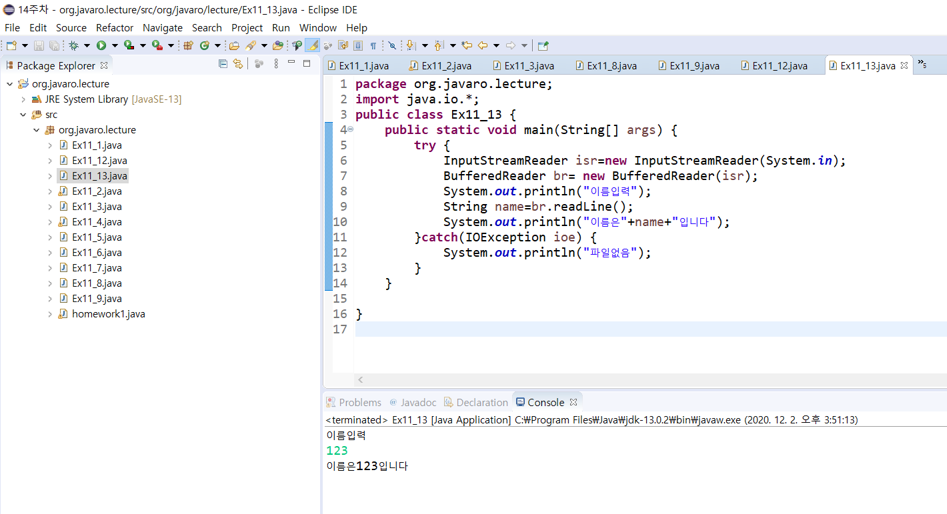 14주차 - org.javaro.lecture/src/org/javaro/lecture/Ex11_13.java - Eclipse IDE
File Edit Source Refactor Navigate Search Project Run Window Help
Package Explorer
org.javaro.lecture
JRE System Library [JavaSE-13]
src
org.javaro.lecture
Ex11_1.java
Ex11_12.java
Ex11_13.java
Ex11_2.java
Ex11_3.java
Ex11_4.java
Ex11_5.java
Ex11_6.java
Ex11_7.java
Ex11_8.java
Ex11_9.java
homework1.java
Ex11_1.java Ex11_2.java Ex11_3.java Ex11_8.java Ex11_9.java Ex11_12.java Ex11_13.java »5
1 package org.javaro.lecture;
2 import java.io.*;
3 public class Ex11_13 {
4 public static void main(String[] args) {
5 try {
6 InputStreamReader isr=new InputStreamReader(System.in);
7 BufferedReader br= new BufferedReader(isr);
8 System.out.println("이름입력");
9 String name=br.readLine();
10 System.out.println("이름은"+name+"입니다");
11 }catch(IOException ioe) {
12 System.out.println("파일없음");
13 }
14 }
15
16 }
17
Problems Javadoc Declaration Console
<terminated> Ex11_13 [Java Application] C:₩Program Files₩Java₩jdk-13.0.2₩bin₩javaw.exe (2020. 12. 2. 오후 3:51:13)
이름입력
123
이름은123입니다